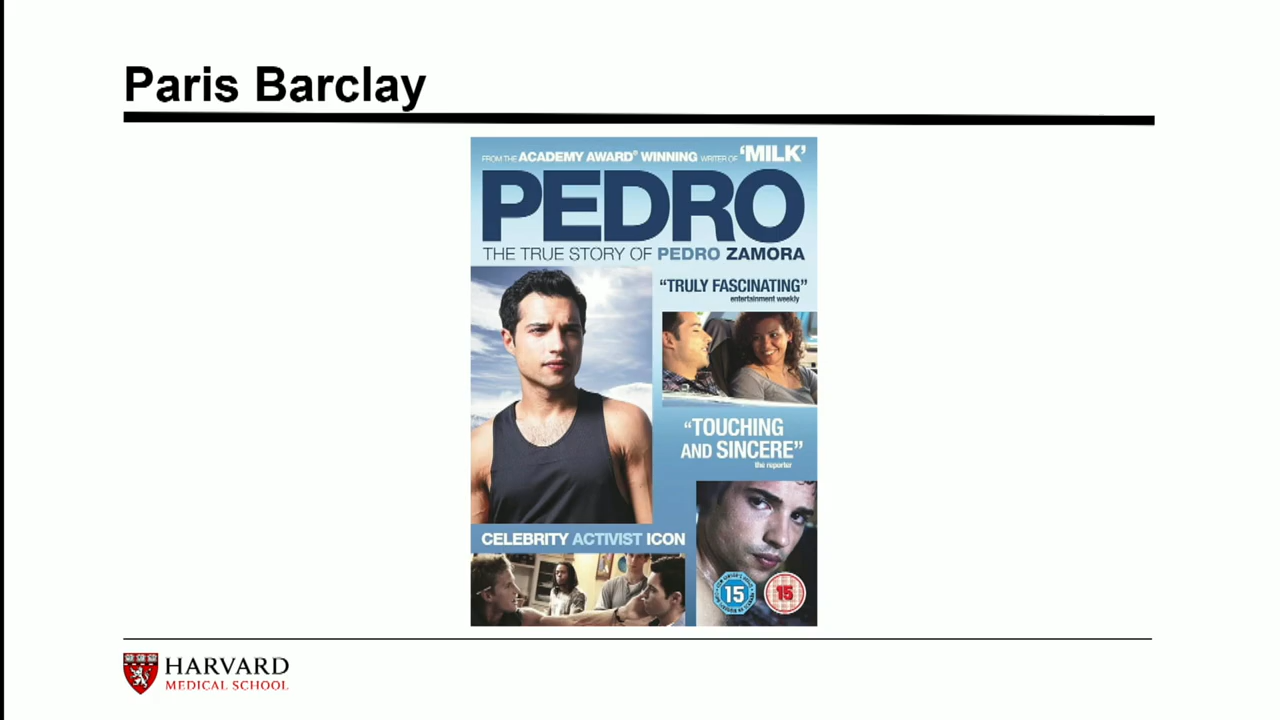 Paris Barclay
FROM THE ACADEMY AWARD® WINNING WRITER OF 'MILK'
PEDRO
THE TRUE STORY OF PEDRO ZAMORA
“TRULY FASCINATING”
entertainment weekly
“TOUCHING
AND SINCERE”
the reporter
CELEBRITY ACTIVIST ICON
15
15
HARVARD
MEDICAL SCHOOL